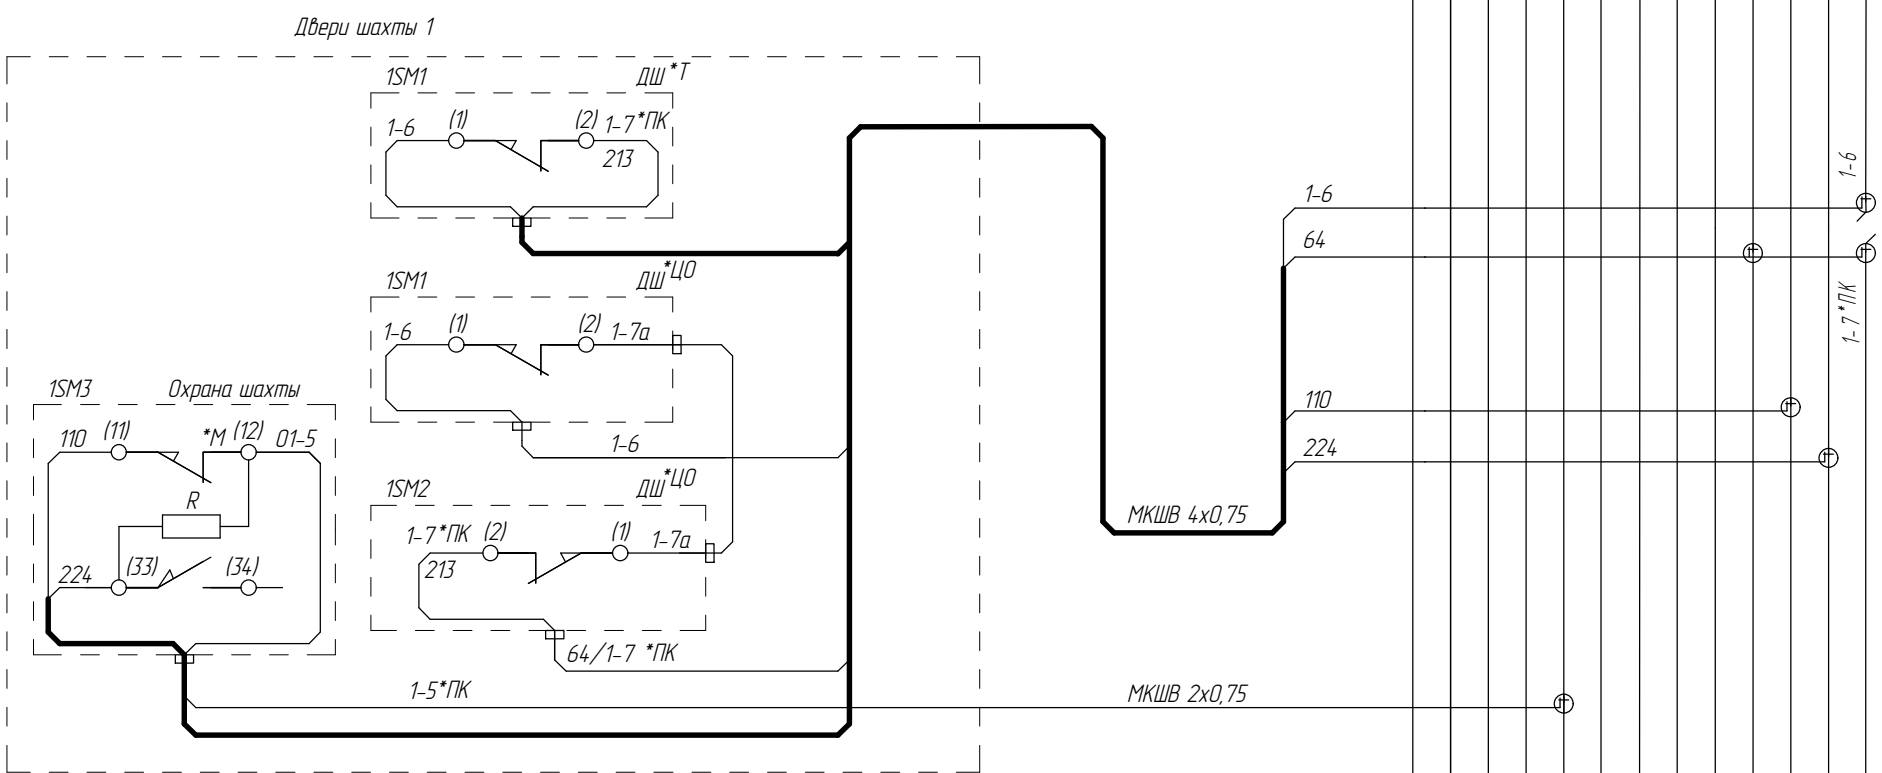 Двери шахты 1
1SM1 ДШ*Т
1-6 (1) (2) 1-7*ПК
213
1SM1 ДШ*ЦО
1-6 (1) (2) 1-7а
1-6
1SM3 Охрана шахты
110 (11) *М (12) 01-5
R
224 (33) (34)
1SM2 ДШ*ЦО
1-7*ПК (2) (1) 1-7а
213
64/1-7 *ПК
1-5*ПК
МКШВ 4х0,75
МКШВ 2х0,75
1-6
64
110
224
1-6
1-7*ПК